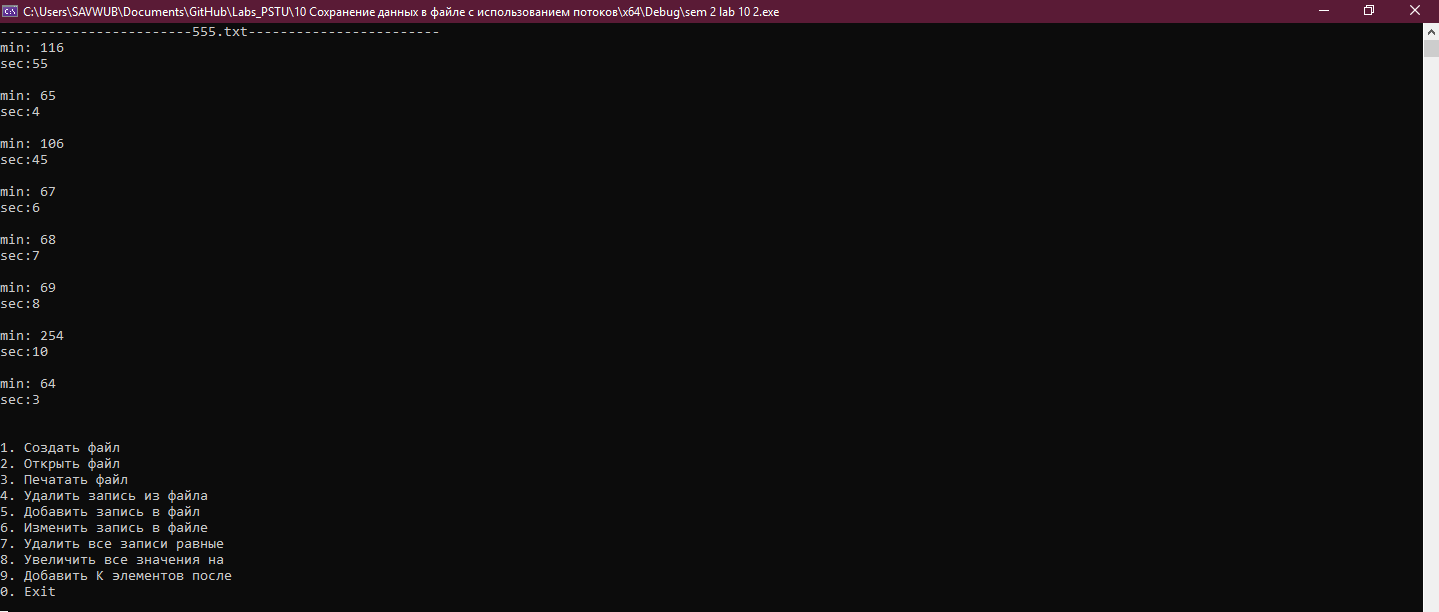 C:\Users\SAVWUB\Documents\GitHub\Labs_PSTU\10 Сохранение данных в файле с использованием потоков\x64\Debug\sem 2 lab 10 2.exe
------------------------555.txt------------------------
min: 116
sec:55
min: 65
sec:4
min: 106
sec:45
min: 67
sec:6
min: 68
sec:7
min: 69
sec:8
min: 254
sec:10
min: 64
sec:3
1. Создать файл
2. Открыть файл
3. Печатать файл
4. Удалить запись из файла
5. Добавить запись в файл
6. Изменить запись в файле
7. Удалить все записи равные
8. Увеличить все значения на
9. Добавить К элементов после
0. Exit